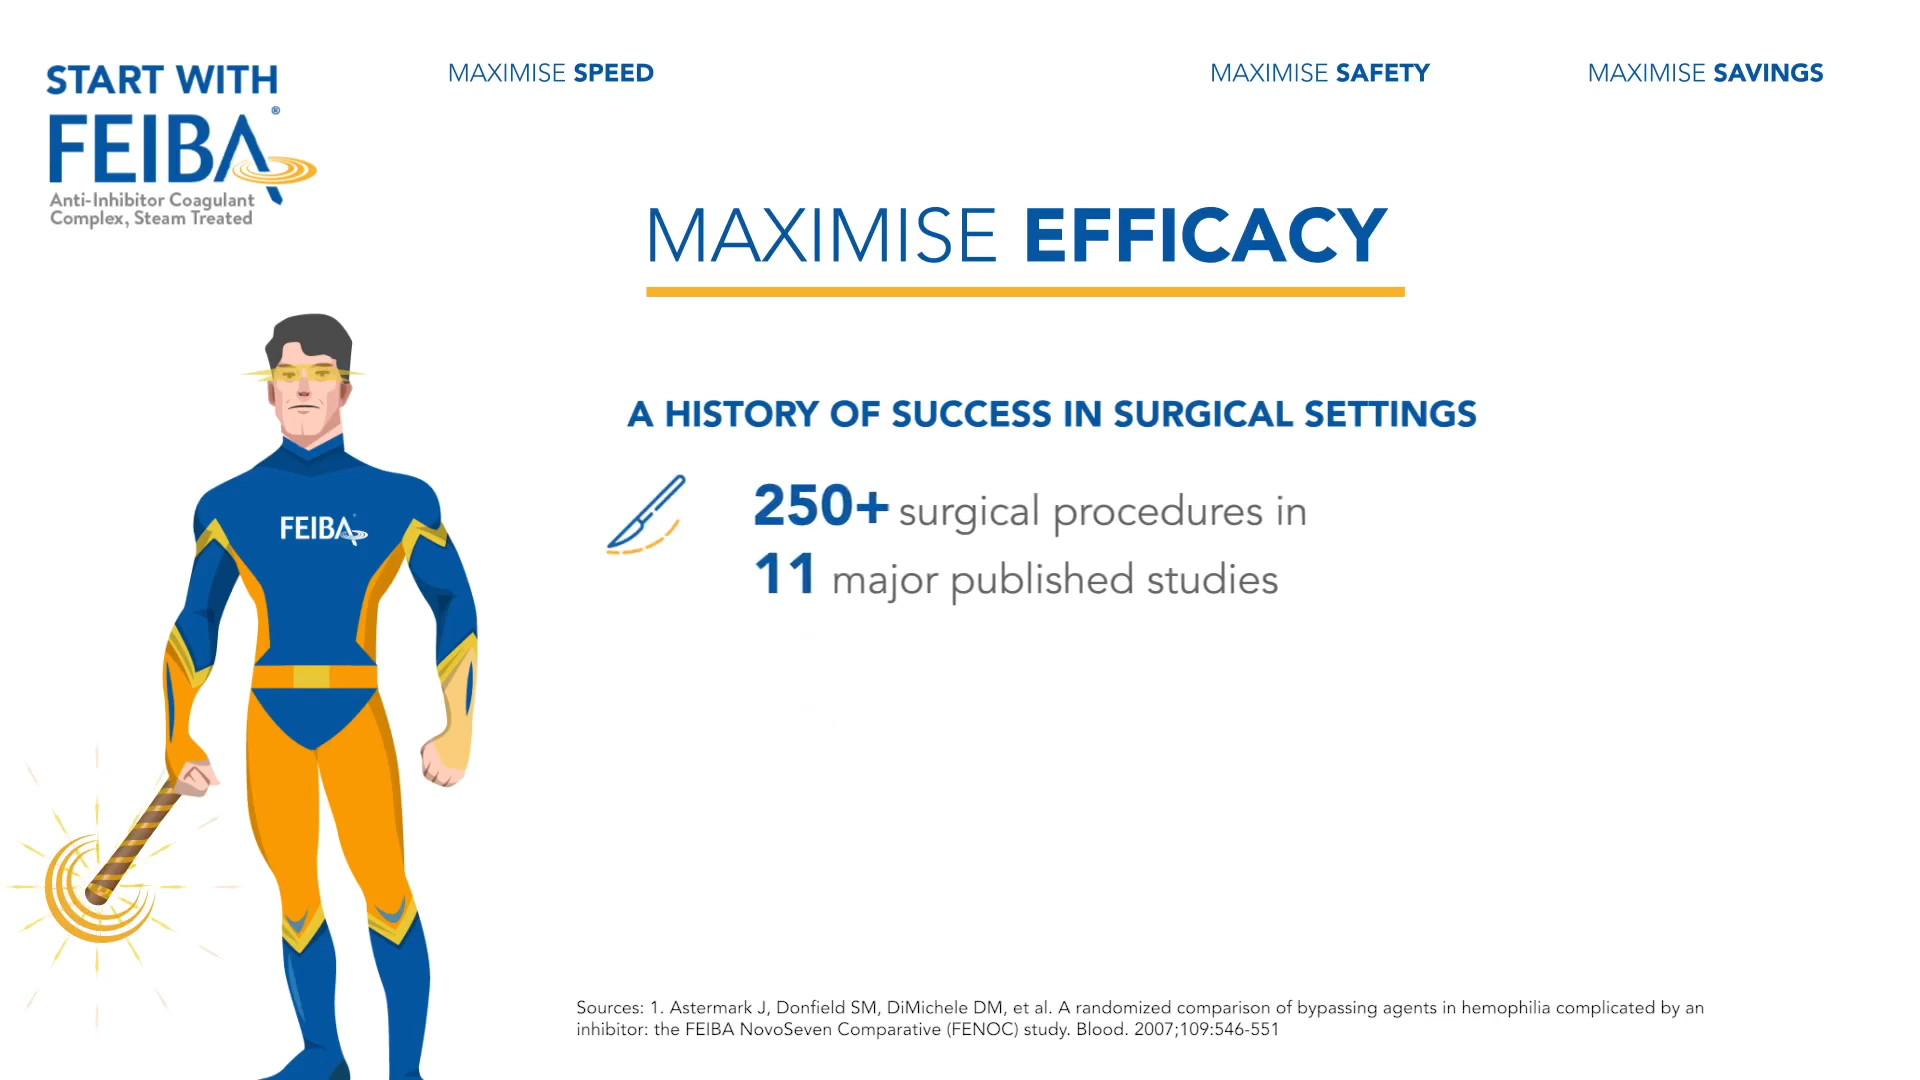 START WITH
FEIBA®
Anti-Inhibitor Coagulant
Complex, Steam Treated
MAXIMISE SPEED
MAXIMISE SAFETY
MAXIMISE SAVINGS
MAXIMISE EFFICACY
A HISTORY OF SUCCESS IN SURGICAL SETTINGS
250+ surgical procedures in
11 major published studies
FEIBA
Sources: 1. Astermark J, Donfield SM, DiMichele DM, et al. A randomized comparison of bypassing agents in hemophilia complicated by an
inhibitor: the FEIBA NovoSeven Comparative (FENOC) study. Blood. 2007;109:546-551